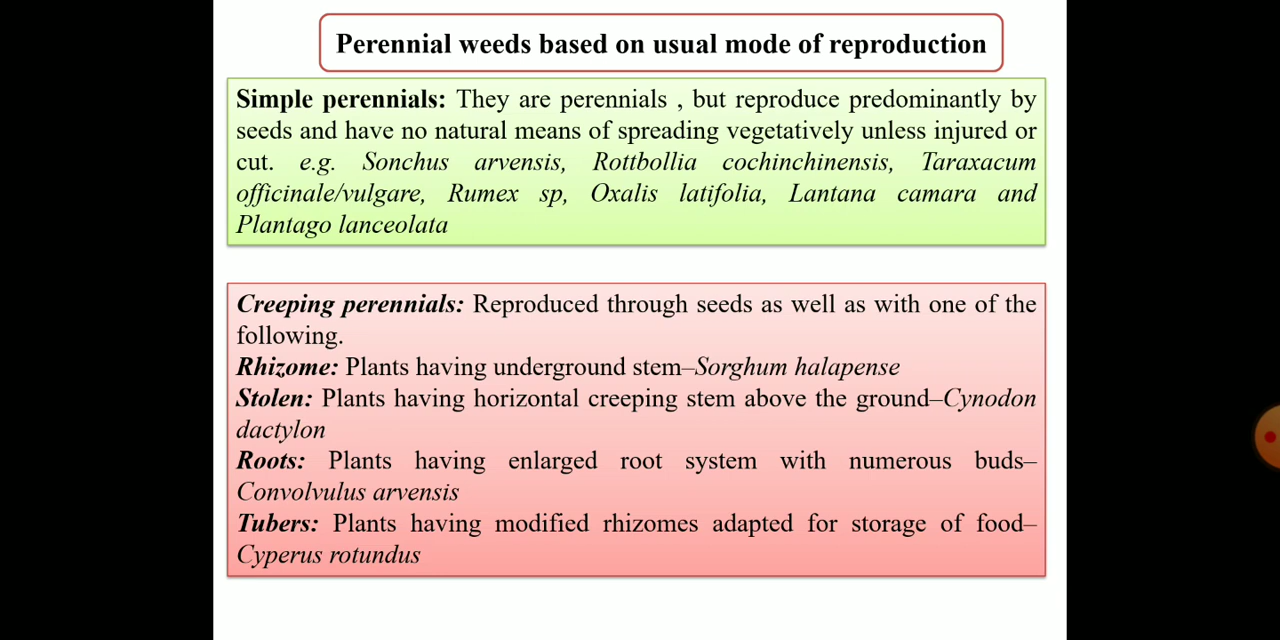 Perennial weeds based on usual mode of reproduction
Simple perennials: They are perennials , but reproduce predominantly by
seeds and have no natural means of spreading vegetatively unless injured or
cut. e.g. Sonchus arvensis, Rottbollia cochinchinensis, Taraxacum
officinale/vulgare, Rumex sp, Oxalis latifolia, Lantana camara and
Plantago lanceolata
Creeping perennials: Reproduced through seeds as well as with one of the
following.
Rhizome: Plants having underground stem–Sorghum halapense
Stolen: Plants having horizontal creeping stem above the ground–Cynodon
dactylon
Roots: Plants having enlarged root system with numerous buds–
Convolvulus arvensis
Tubers: Plants having modified rhizomes adapted for storage of food–
Cyperus rotundus